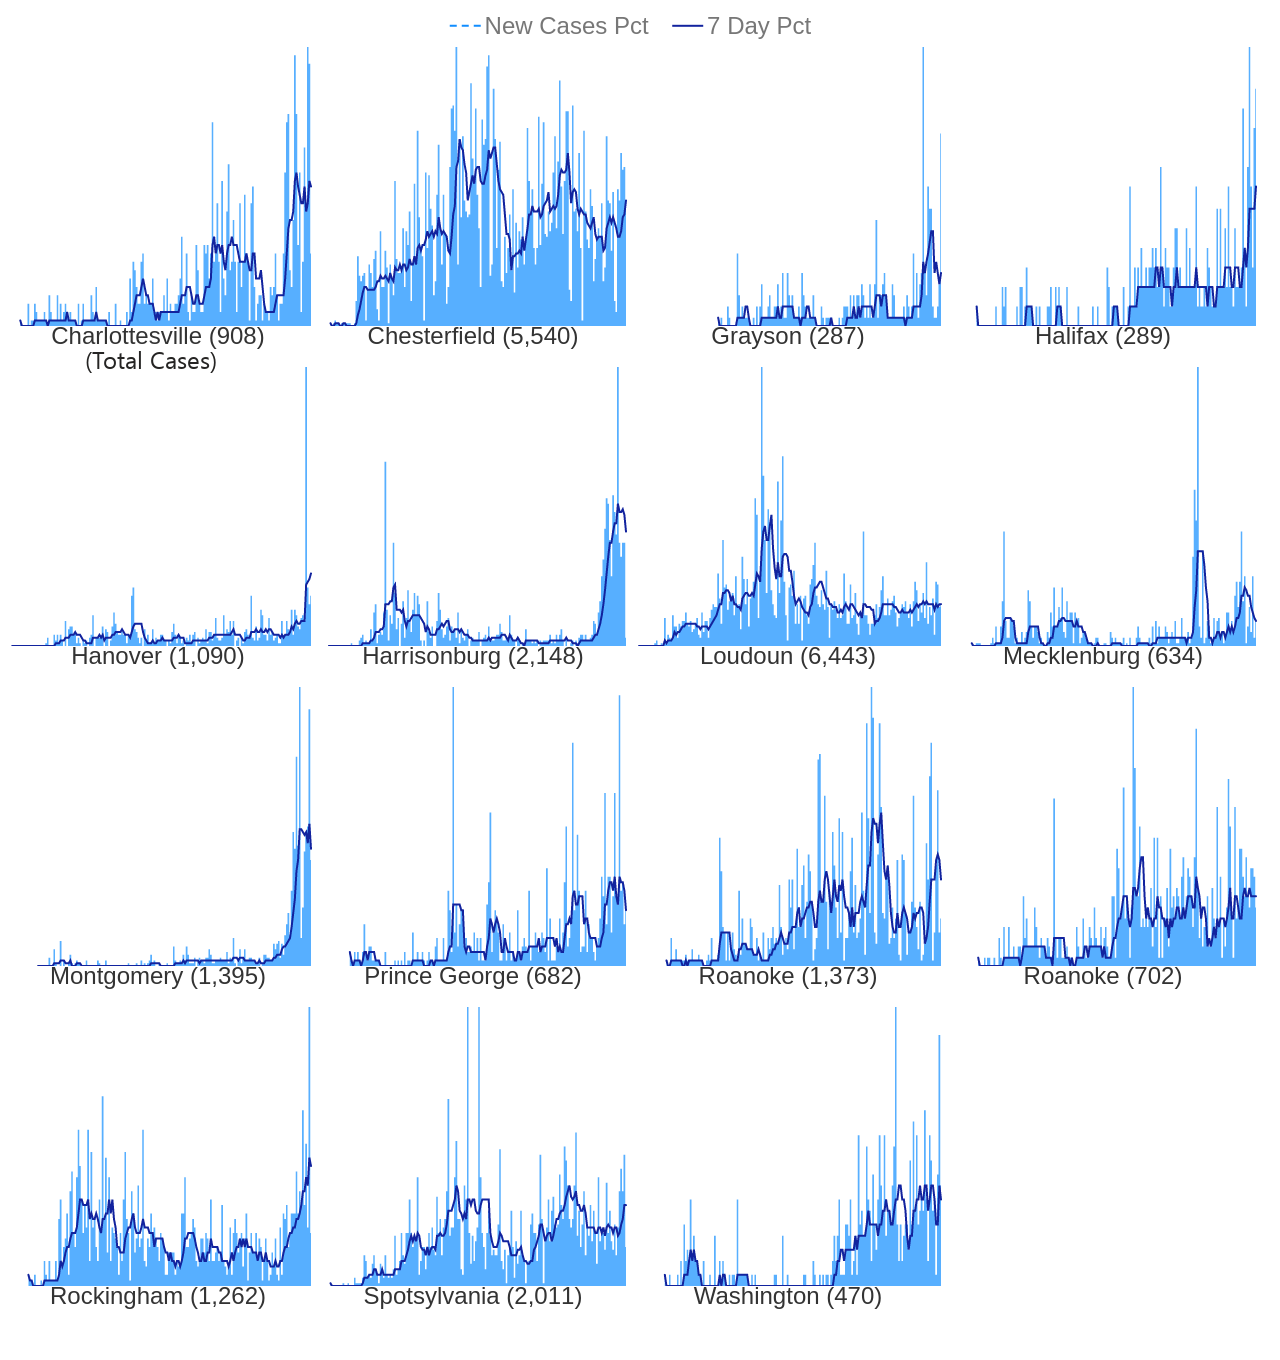 New Cases Pct 7 Day Pct
Charlottesville (908) Chesterfield (5,540) Grayson (287) Halifax (289)
(Total Cases)
Hanover (1,090) Harrisonburg (2,148) Loudoun (6,443) Mecklenburg (634)
Montgomery (1,395) Prince George (682) Roanoke (1,373) Roanoke (702)
Rockingham (1,262) Spotsylvania (2,011) Washington (470)